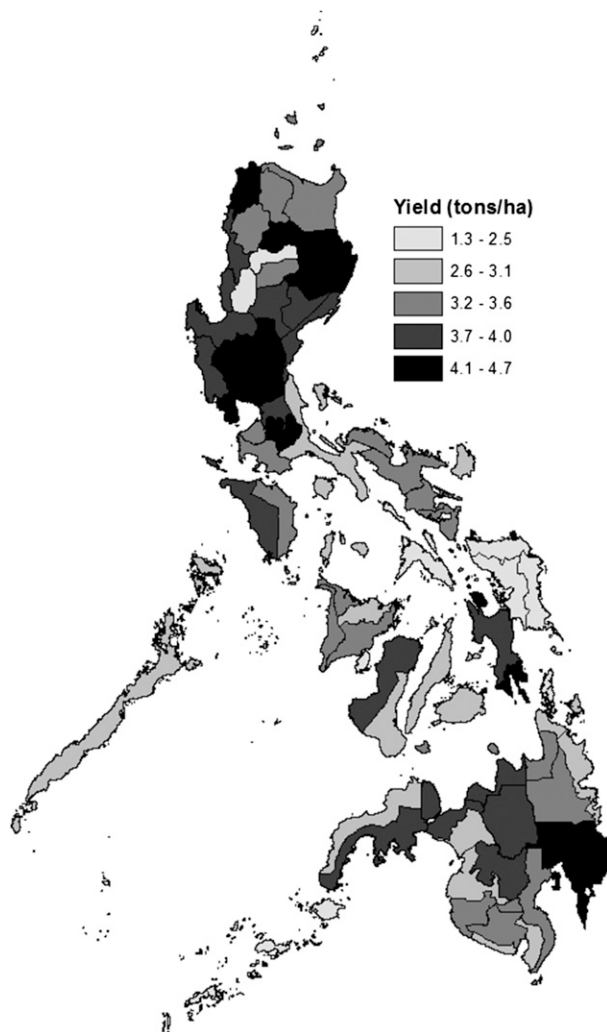 Yield (tons/ha)
1.3 - 2.5
2.6 - 3.1
3.2 - 3.6
3.7 - 4.0
4.1 - 4.7